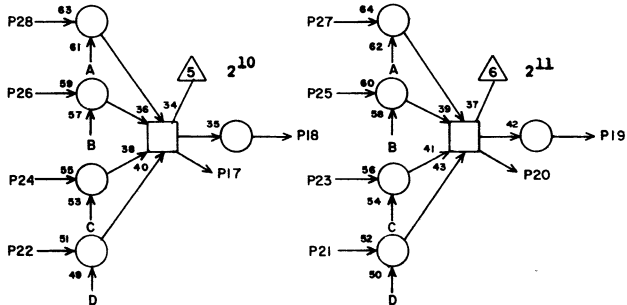 63 64
P28 P27
61 62
5 2^10 6 2^11
A A
59 60
P26 34 P25 37
36 35 39 42
57 58
P18 P19
B 38 B 41
55 40 56 43
P24 P17 P23 P20
53 54
C C
51 52
P22 P21
49 50
D D